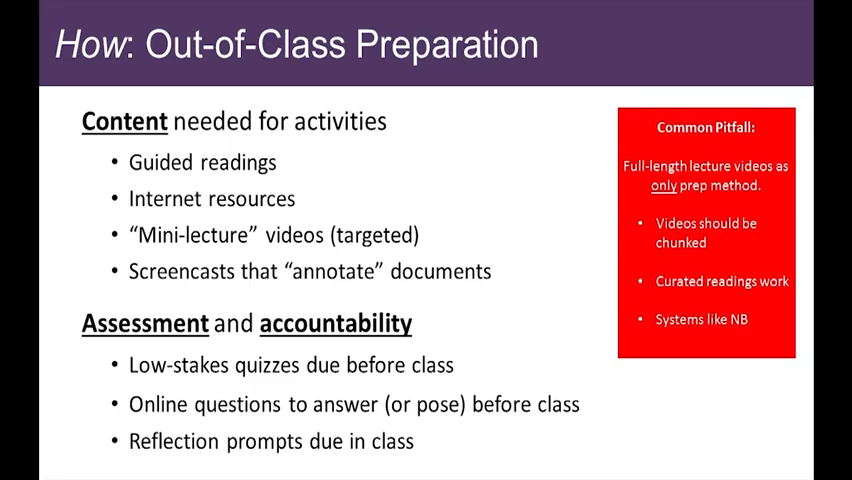 How: Out-of-Class Preparation
Content needed for activities
• Guided readings
• Internet resources
• “Mini-lecture” videos (targeted)
• Screencasts that “annotate” documents
Assessment and accountability
• Low-stakes quizzes due before class
• Online questions to answer (or pose) before class
• Reflection prompts due in class
Common Pitfall:
Full-length lecture videos as
only prep method.
• Videos should be
chunked
• Curated readings work
• Systems like NB